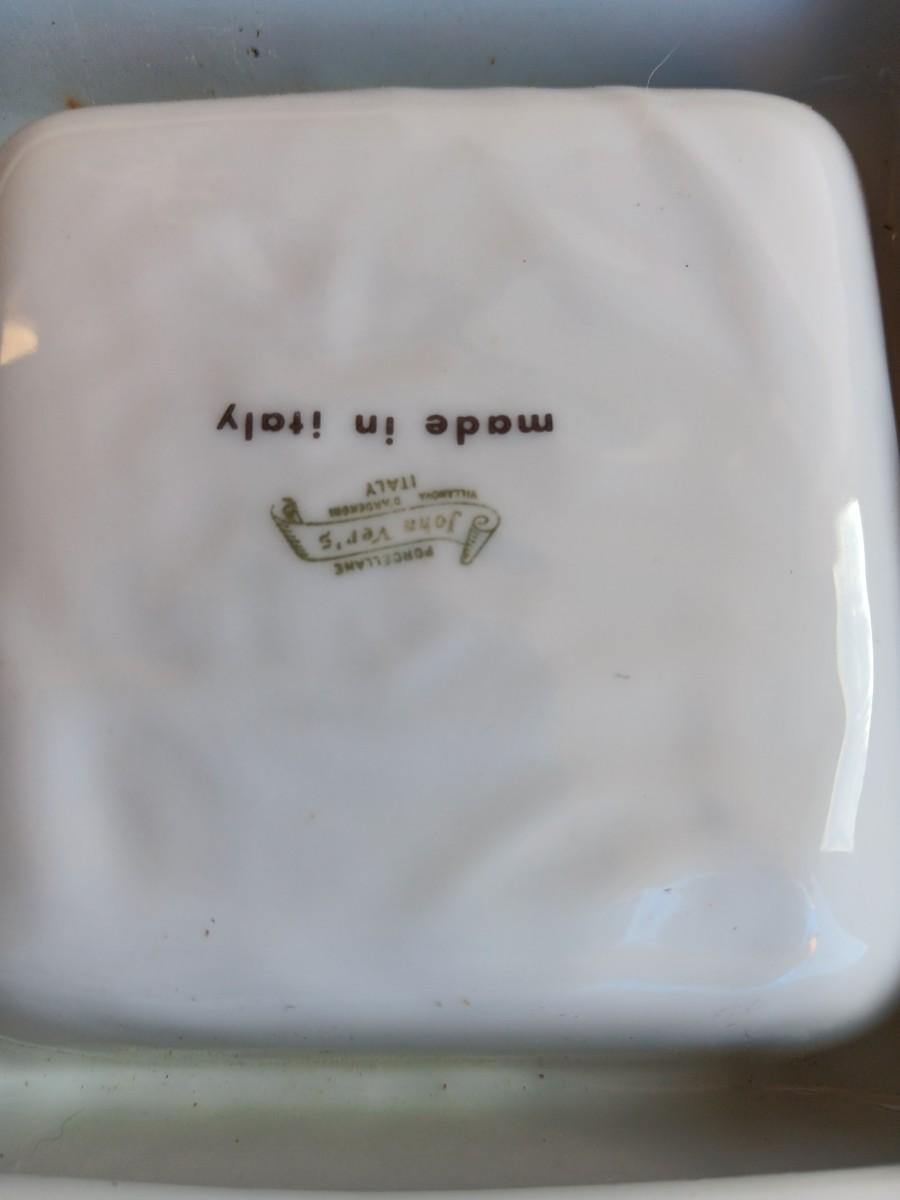 PORCELLANE
John Ver's
VILLANOVA D'ARDENGHI
ITALY
made in italy